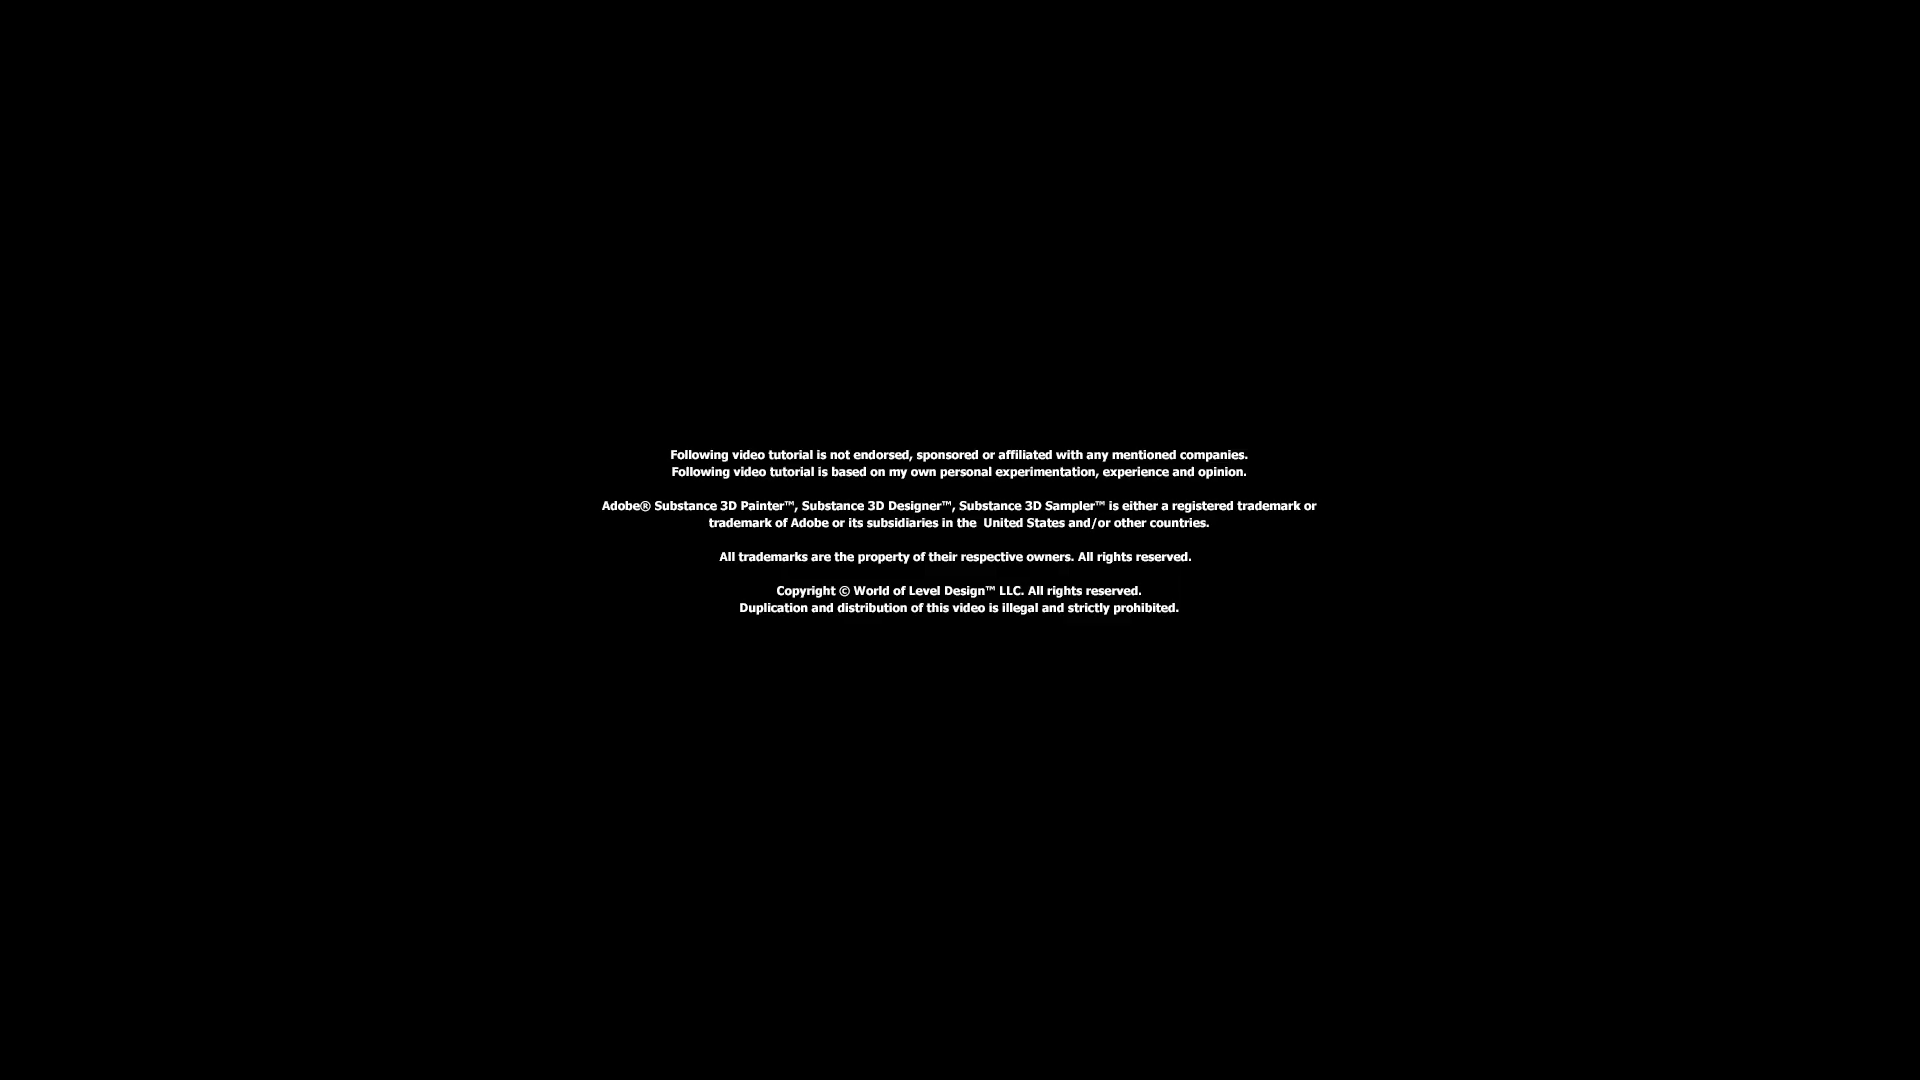 Following video tutorial is not endorsed, sponsored or affiliated with any mentioned companies.
Following video tutorial is based on my own personal experimentation, experience and opinion.
Adobe® Substance 3D Painter™, Substance 3D Designer™, Substance 3D Sampler™ is either a registered trademark or
trademark of Adobe or its subsidiaries in the  United States and/or other countries.
All trademarks are the property of their respective owners. All rights reserved.
Copyright © World of Level Design™ LLC. All rights reserved.
Duplication and distribution of this video is illegal and strictly prohibited.